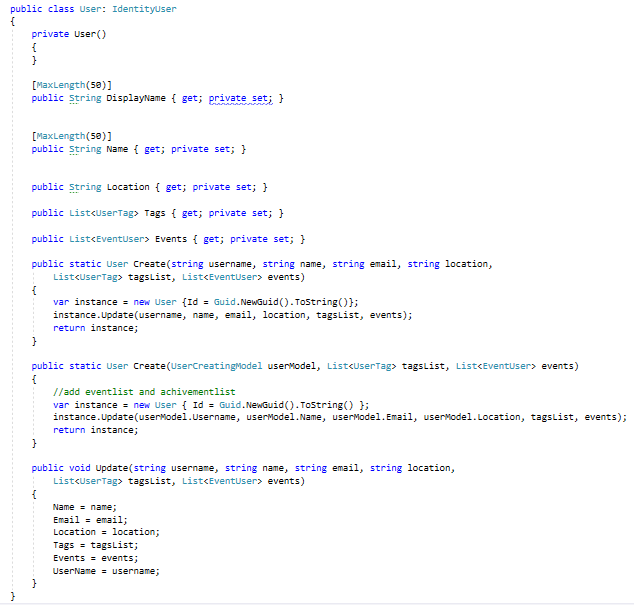 public class User: IdentityUser
{
    private User()
    {
    }

    [MaxLength(50)]
    public String DisplayName { get; private set; }

    [MaxLength(50)]
    public String Name { get; private set; }

    public String Location { get; private set; }

    public List<UserTag> Tags { get; private set; }

    public List<EventUser> Events { get; private set; }

    public static User Create(string username, string name, string email, string location,
        List<UserTag> tagsList, List<EventUser> events)
    {
        var instance = new User {Id = Guid.NewGuid().ToString()};
        instance.Update(username, name, email, location, tagsList, events);
        return instance;
    }

    public static User Create(UserCreatingModel userModel, List<UserTag> tagsList, List<EventUser> events)
    {
        //add eventlist and achivementlist
        var instance = new User { Id = Guid.NewGuid().ToString() };
        instance.Update(userModel.Username, userModel.Name, userModel.Email, userModel.Location, tagsList, events);
        return instance;
    }

    public void Update(string username, string name, string email, string location,
        List<UserTag> tagsList, List<EventUser> events)
    {
        Name = name;
        Email = email;
        Location = location;
        Tags = tagsList;
        Events = events;
        UserName = username;
    }
}